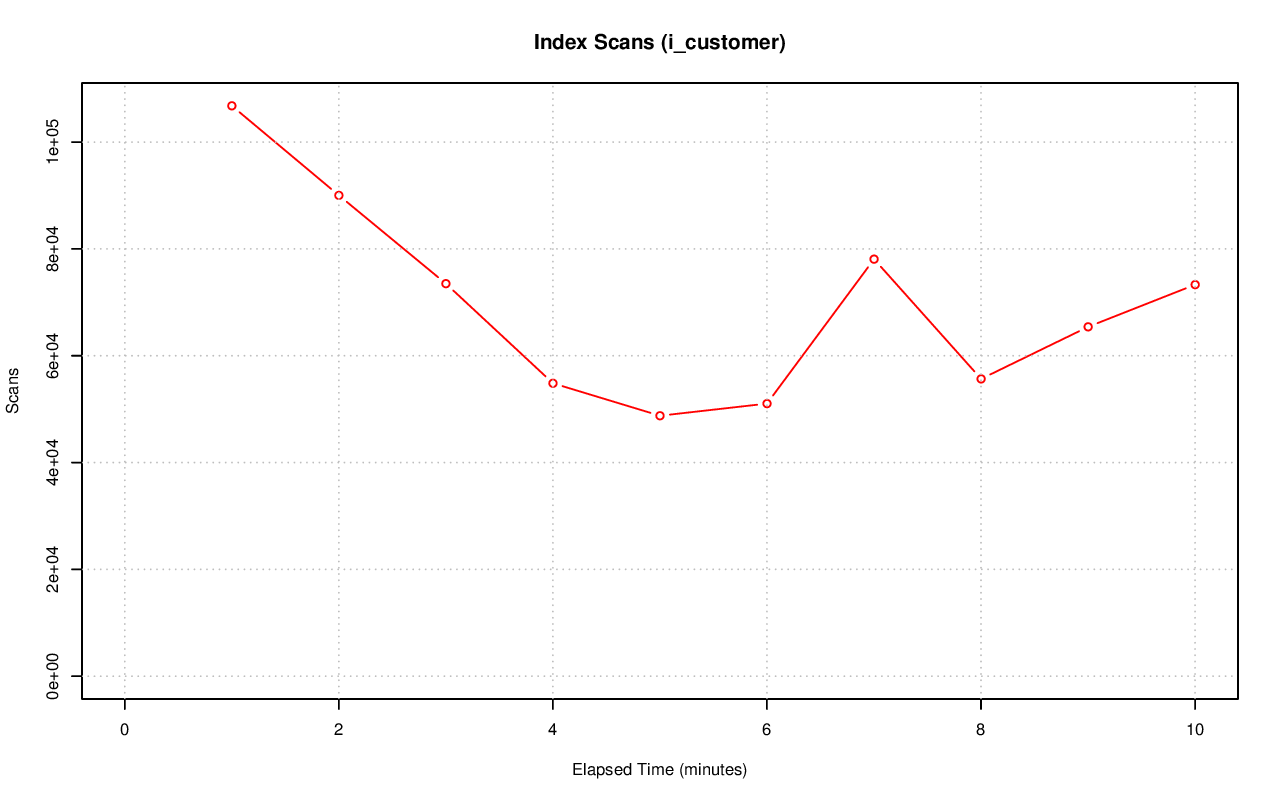 Index Scans (i_customer)
Scans
1e+05
8e+04
6e+04
4e+04
2e+04
0e+00
0 2 4 6 8 10
Elapsed Time (minutes)